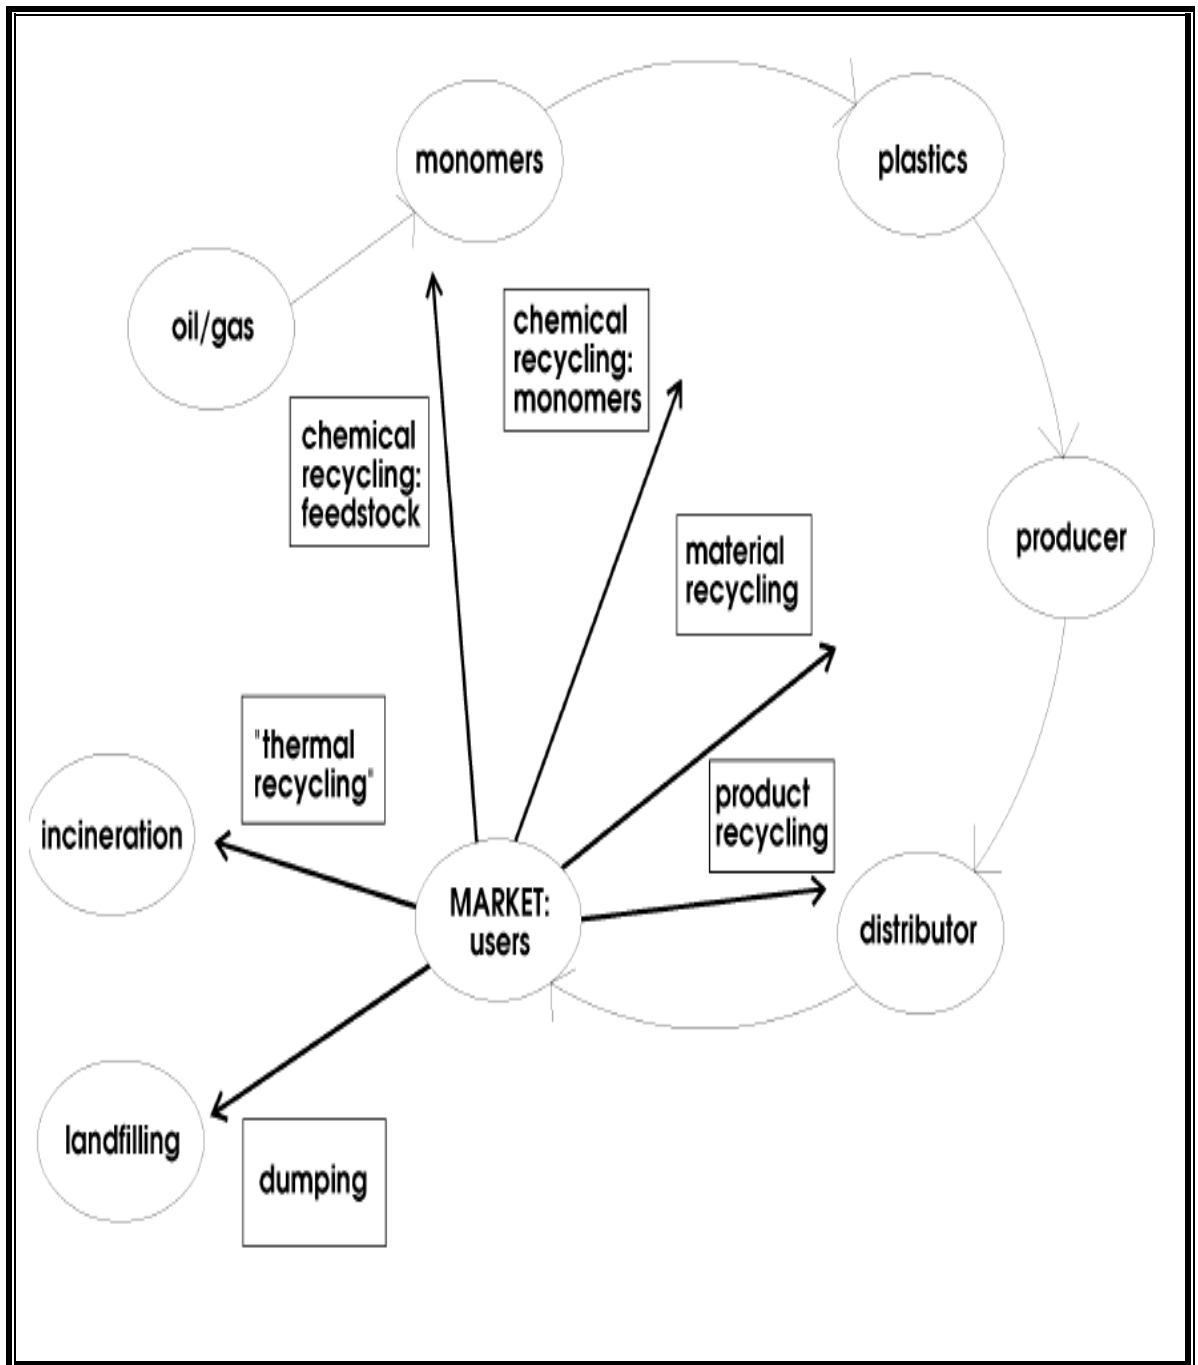 monomers
plastics
oil/gas
chemical
recycling:
monomers
chemical
recycling:
feedstock
producer
material
recycling
"thermal
recycling"
incineration
product
recycling
MARKET:
users
distributor
landfilling
dumping